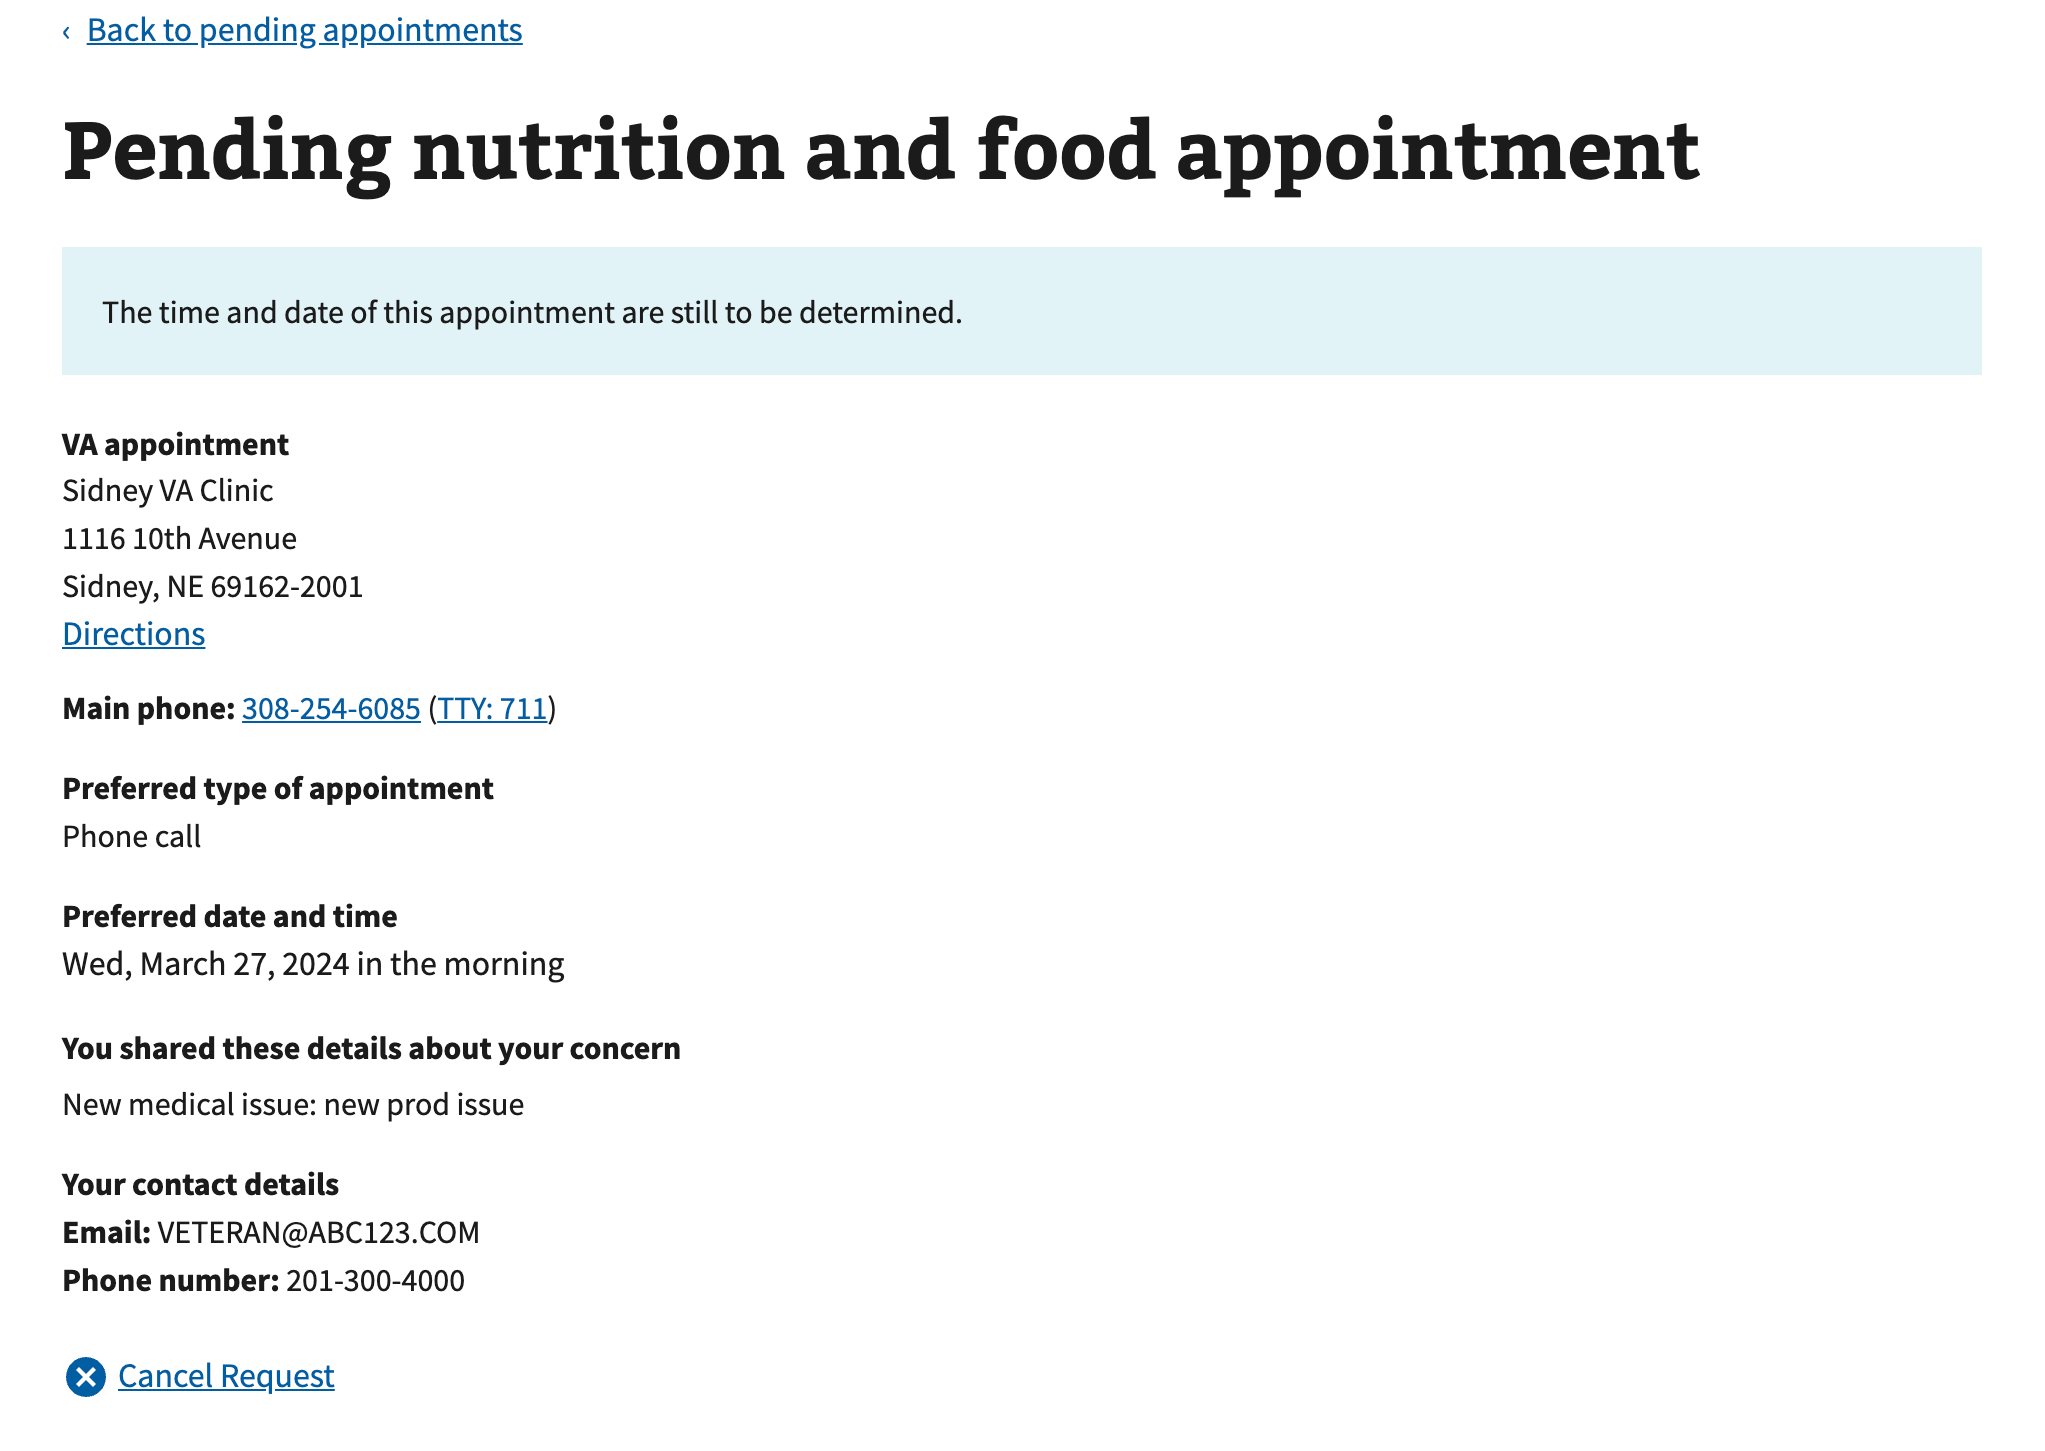 ‹ Back to pending appointments
Pending nutrition and food appointment
The time and date of this appointment are still to be determined.
VA appointment
Sidney VA Clinic
1116 10th Avenue
Sidney, NE 69162-2001
Directions
Main phone: 308-254-6085 (TTY: 711)
Preferred type of appointment
Phone call
Preferred date and time
Wed, March 27, 2024 in the morning
You shared these details about your concern
New medical issue: new prod issue
Your contact details
Email: VETERAN@ABC123.COM
Phone number: 201-300-4000
Cancel Request